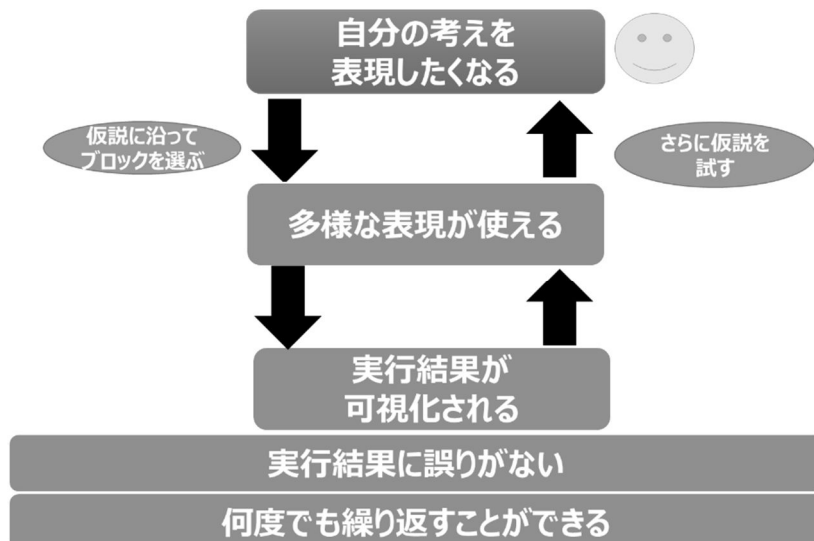 自分の考えを
表現したくなる
仮説に沿って
ブロックを選ぶ
さらに仮説を
試す
多様な表現が使える
実行結果が
可視化される
実行結果に誤りがない
何度でも繰り返すことができる